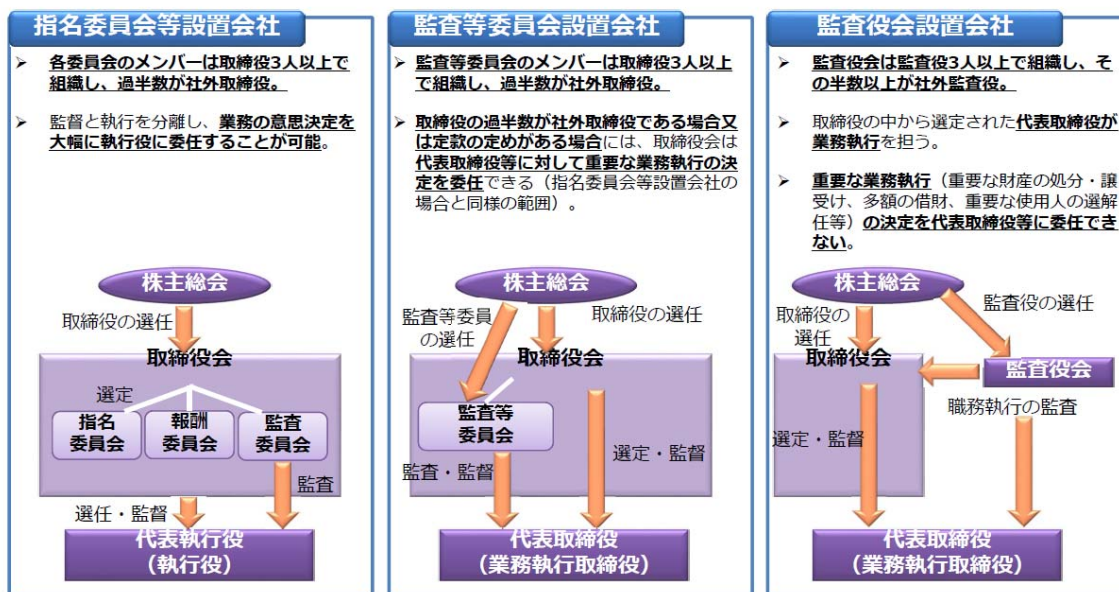 指名委員会等設置会社
➢ 各委員会のメンバーは取締役3人以上で
組織し、過半数が社外取締役。
➢ 監督と執行を分離し、業務の意思決定を
大幅に執行役に委任することが可能。
株主総会
取締役の選任
取締役会
選定
指名
委員会
報酬
委員会
監査
委員会
監査
選任・監督
代表執行役
（執行役）
監査等委員会設置会社
➢ 監査等委員会のメンバーは取締役3人以上
で組織し、過半数が社外取締役。
➢ 取締役の過半数が社外取締役である場合又
は定款の定めがある場合には、取締役会は
代表取締役等に対して重要な業務執行の決
定を委任できる（指名委員会等設置会社の
場合と同様の範囲）。
株主総会
監査等委員
の選任
取締役の選任
取締役会
監査等
委員会
監査・監督
選定・監督
代表取締役
（業務執行取締役）
監査役会設置会社
➢ 監査役会は監査役3人以上で組織し、そ
の半数以上が社外監査役。
➢ 取締役の中から選定された代表取締役が
業務執行を担う。
➢ 重要な業務執行（重要な財産の処分・譲
受け、多額の借財、重要な使用人の選解
任等）の決定を代表取締役等に委任でき
ない。
株主総会
取締役の
選任
監査役の選任
取締役会
監査役会
職務執行の監査
選定・監督
代表取締役
（業務執行取締役）